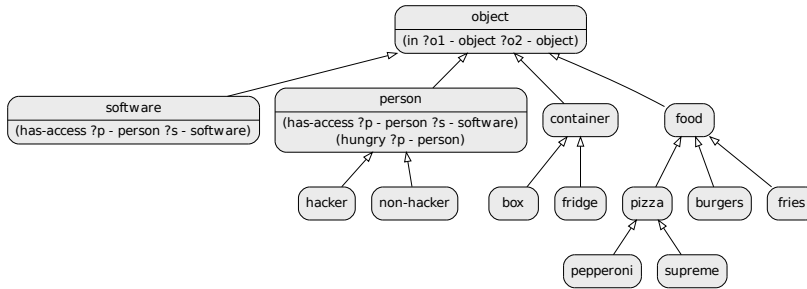 object
(in ?o1 - object ?o2 - object)
software
(has-access ?p - person ?s - software)
person
(has-access ?p - person ?s - software)
(hungry ?p - person)
container
food
hacker
non-hacker
box
fridge
pizza
burgers
fries
pepperoni
supreme